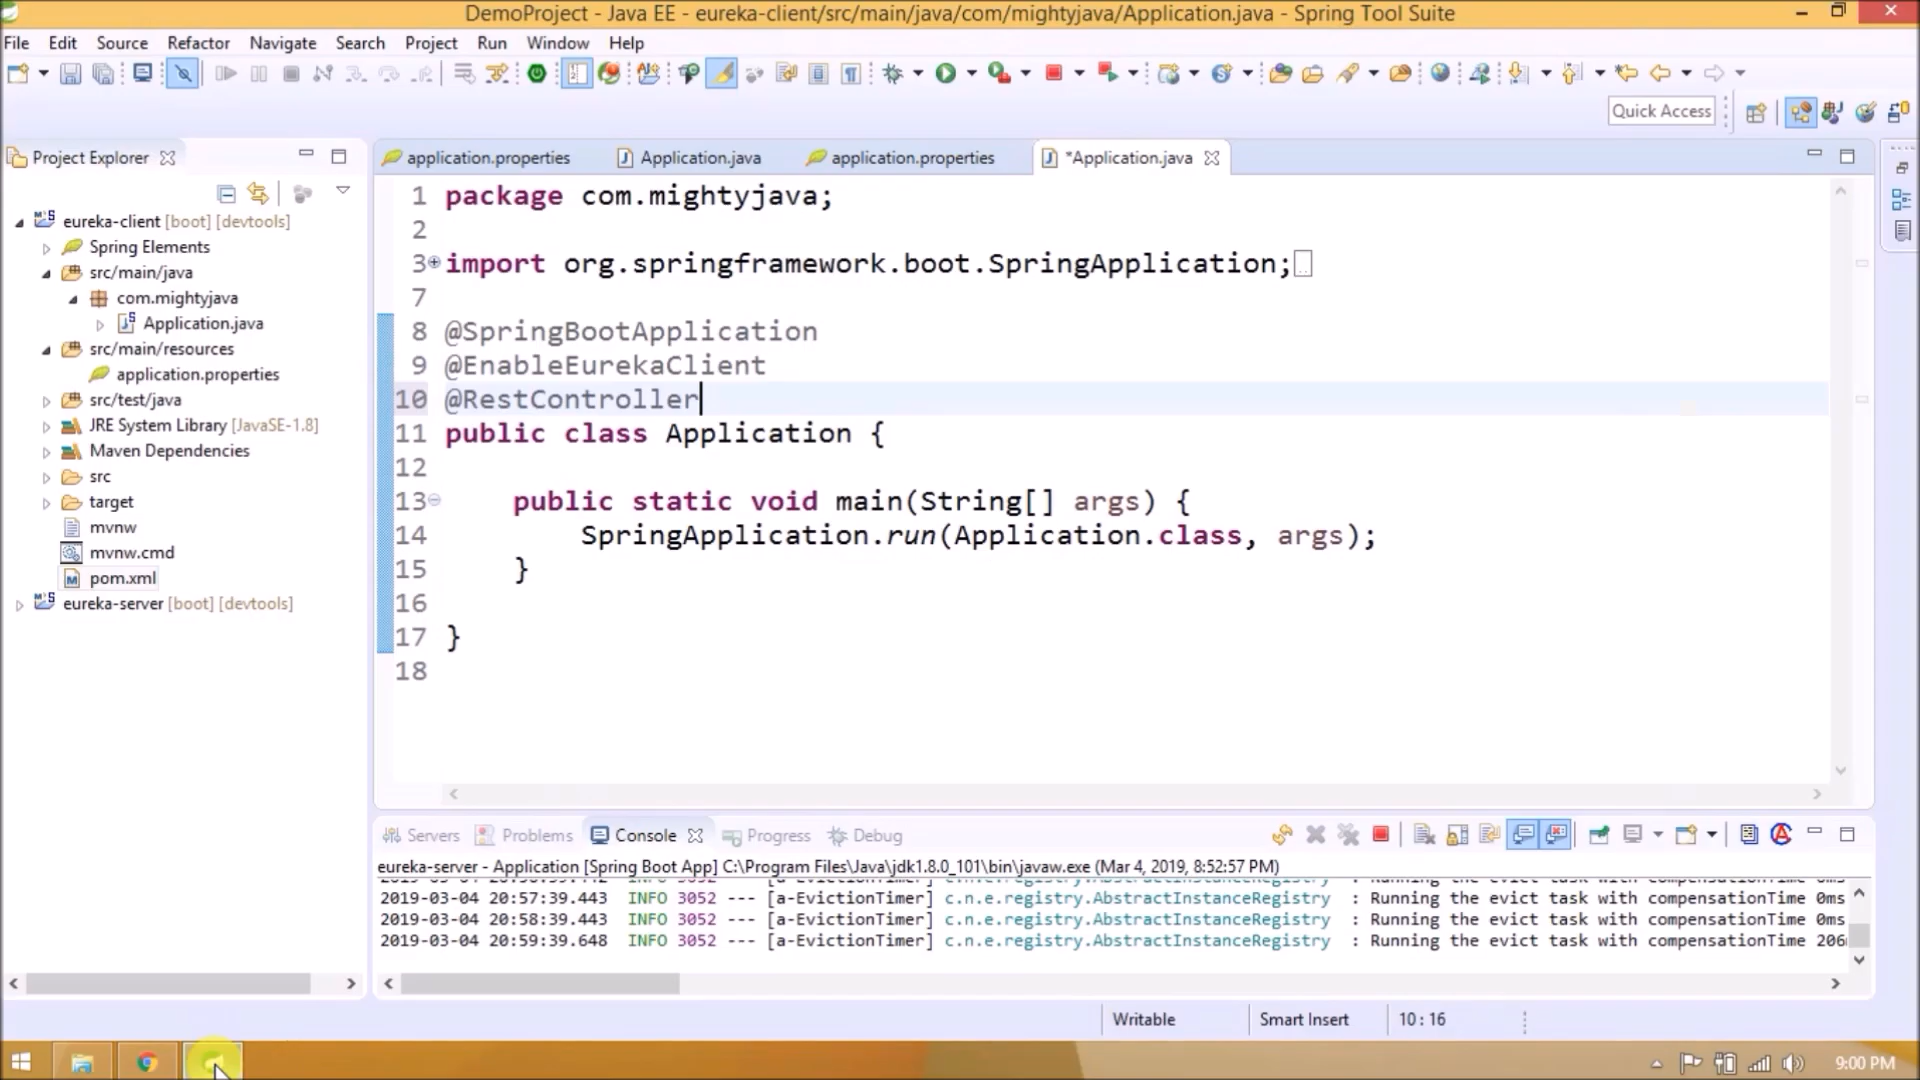 DemoProject - Java EE - eureka-client/src/main/java/com/mightyjava/Application.java - Spring Tool Suite
File Edit Source Refactor Navigate Search Project Run Window Help
Quick Access
Project Explorer
application.properties Application.java application.properties *Application.java
eureka-client [boot] [devtools]
Spring Elements
src/main/java
com.mightyjava
Application.java
src/main/resources
application.properties
src/test/java
JRE System Library [JavaSE-1.8]
Maven Dependencies
src
target
mvnw
mvnw.cmd
pom.xml
eureka-server [boot] [devtools]
1 package com.mightyjava;
2
3 import org.springframework.boot.SpringApplication;
7
8 @SpringBootApplication
9 @EnableEurekaClient
10 @RestController
11 public class Application {
12
13 public static void main(String[] args) {
14 SpringApplication.run(Application.class, args);
15 }
16
17 }
18
Servers Problems Console Progress Debug
eureka-server - Application [Spring Boot App] C:\Program Files\Java\jdk1.8.0_101\bin\javaw.exe (Mar 4, 2019, 8:52:57 PM)
2019-03-04 20:57:39.443 INFO 3052 --- [a-EvictionTimer] c.n.e.registry.AbstractInstanceRegistry : Running the evict task with compensationTime 0ms
2019-03-04 20:58:39.443 INFO 3052 --- [a-EvictionTimer] c.n.e.registry.AbstractInstanceRegistry : Running the evict task with compensationTime 0ms
2019-03-04 20:59:39.648 INFO 3052 --- [a-EvictionTimer] c.n.e.registry.AbstractInstanceRegistry : Running the evict task with compensationTime 206
Writable Smart Insert 10 : 16
9:00 PM